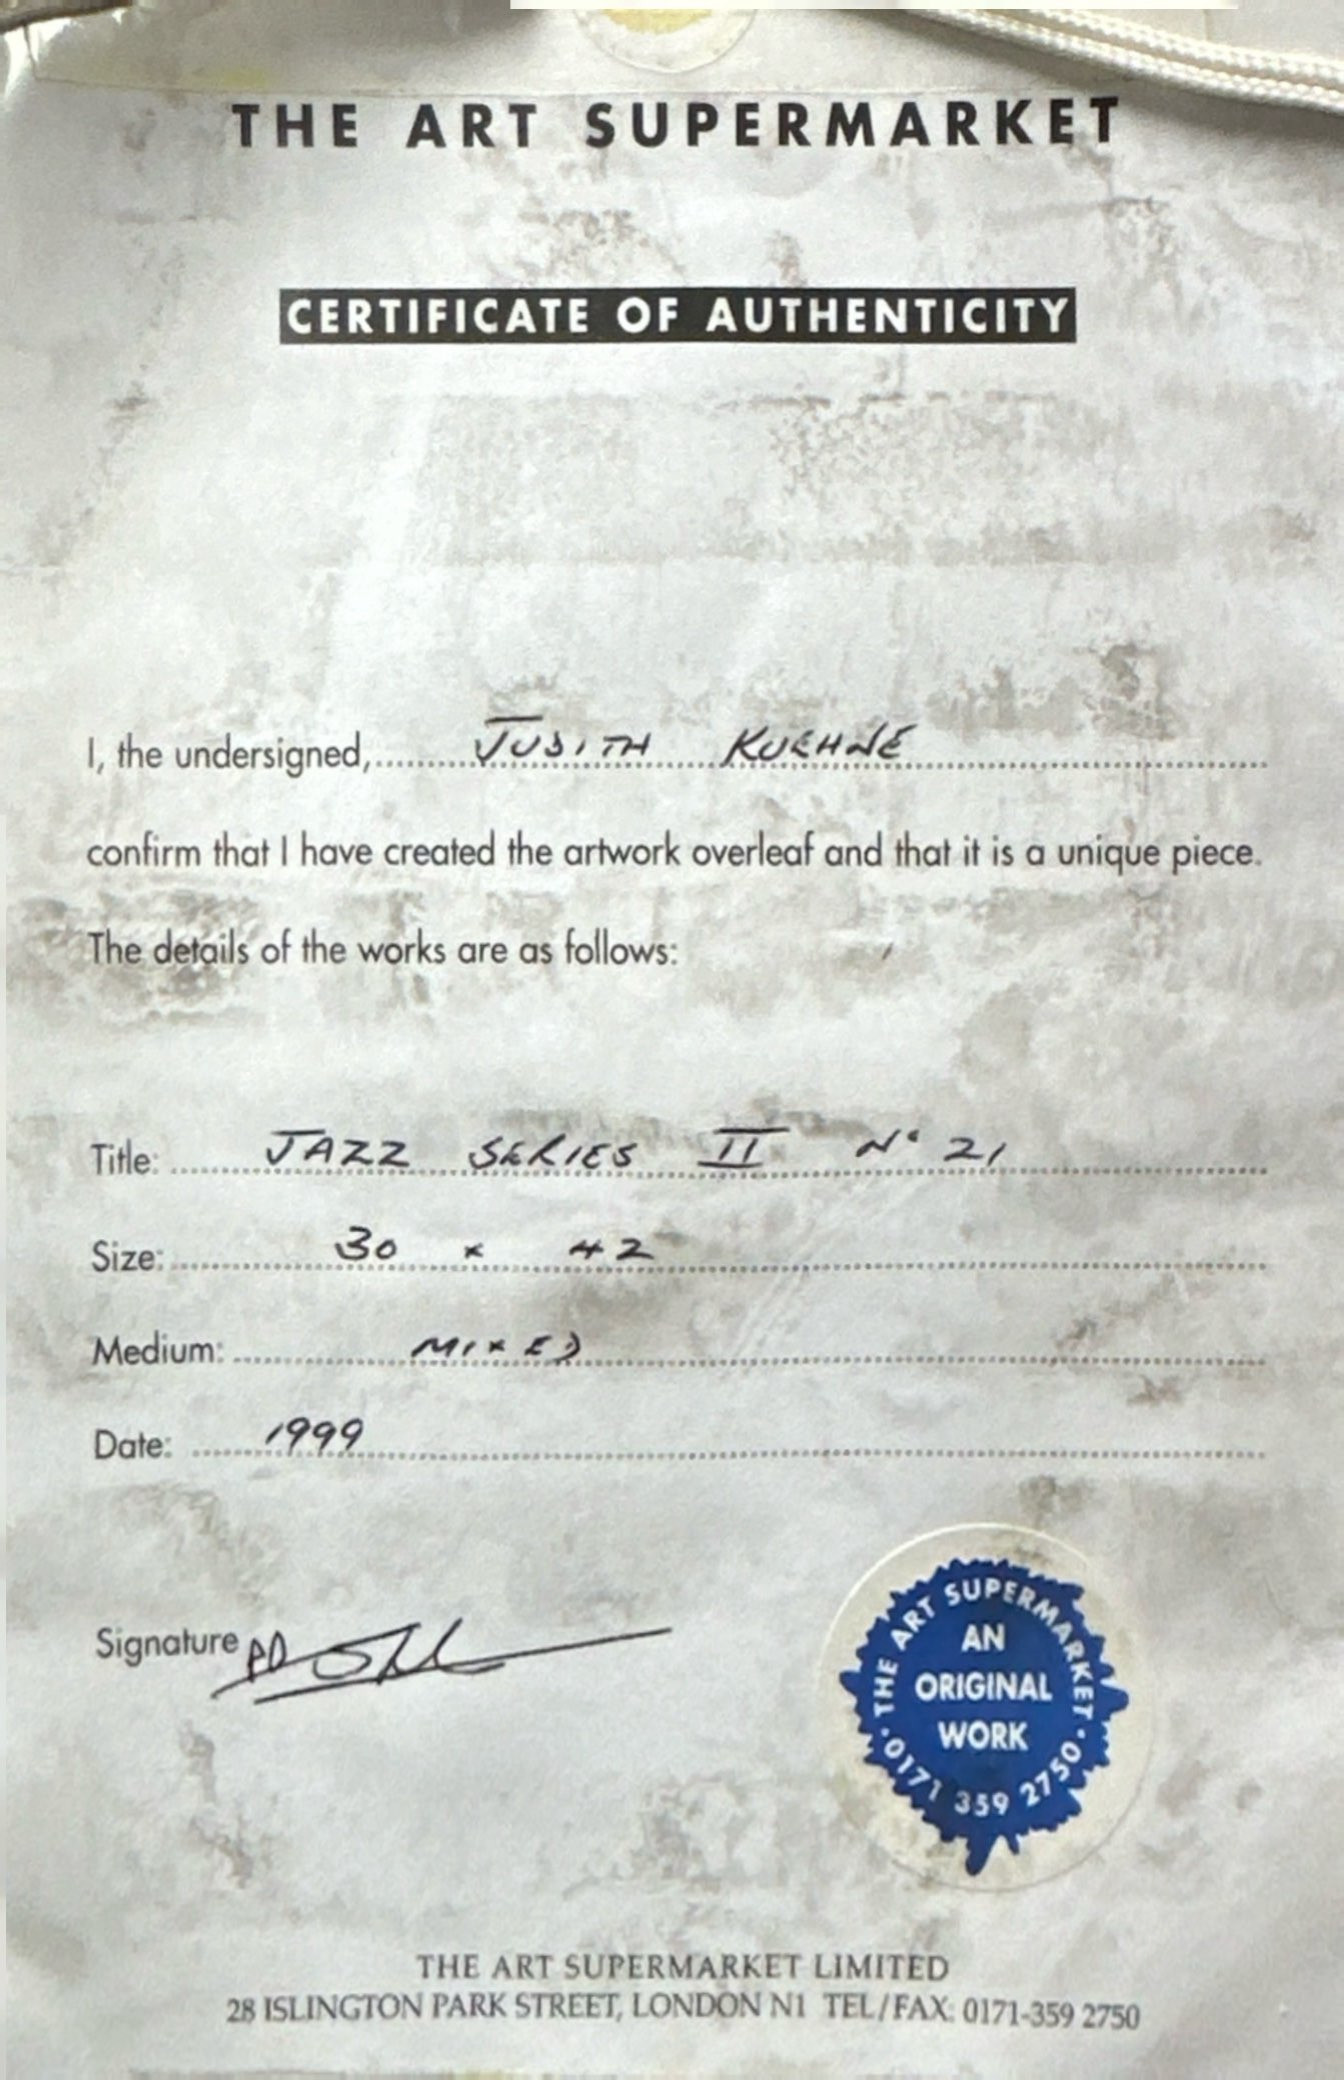 THE ART SUPERMARKET
CERTIFICATE OF AUTHENTICITY
I, the undersigned, JUDITH KUEHNE
confirm that I have created the artwork overleaf and that it is a unique piece.
The details of the works are as follows:
Title: JAZZ SERIES II N° 21
Size: 30 x 42
Medium: MIXED
Date: 1999
Signature
· THE ART SUPERMARKET ·
AN
ORIGINAL
WORK
0171 359 2750
THE ART SUPERMARKET LIMITED
28 ISLINGTON PARK STREET, LONDON N1 TEL/FAX: 0171-359 2750